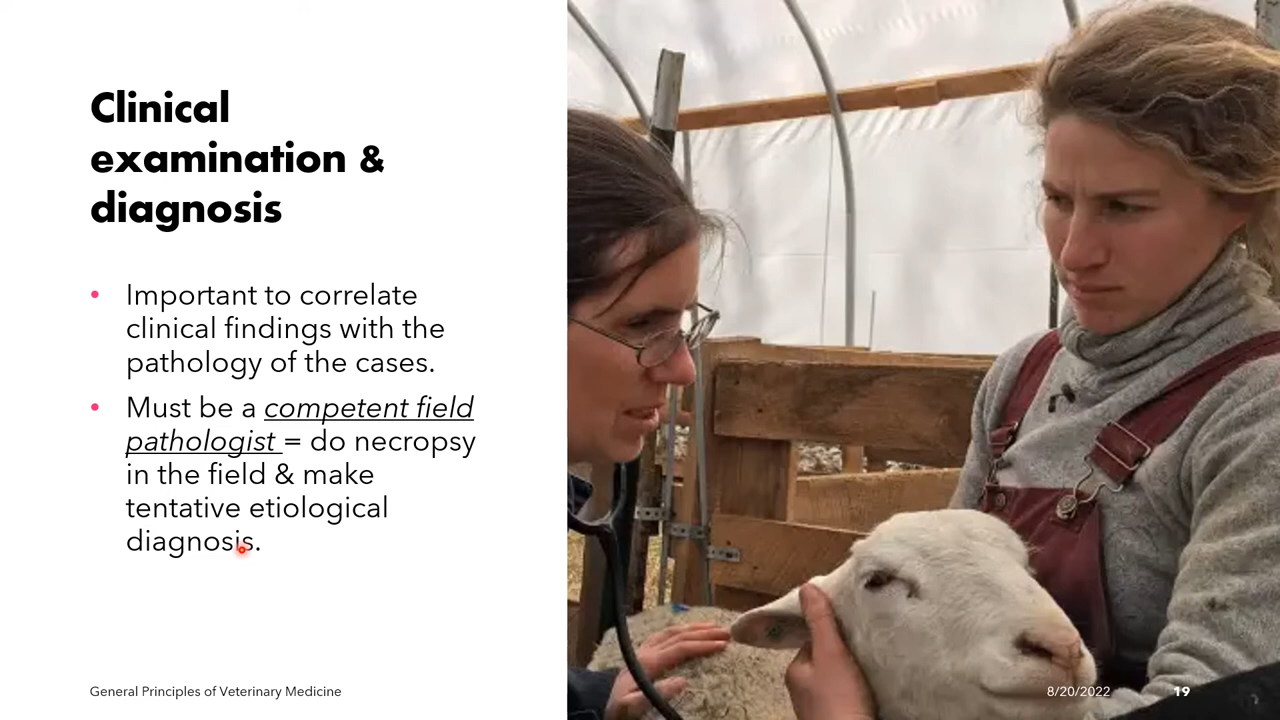 Clinical
examination &
diagnosis
• Important to correlate
clinical findings with the
pathology of the cases.
• Must be a competent field
pathologist = do necropsy
in the field & make
tentative etiological
diagnosis.
General Principles of Veterinary Medicine
8/20/2022
19